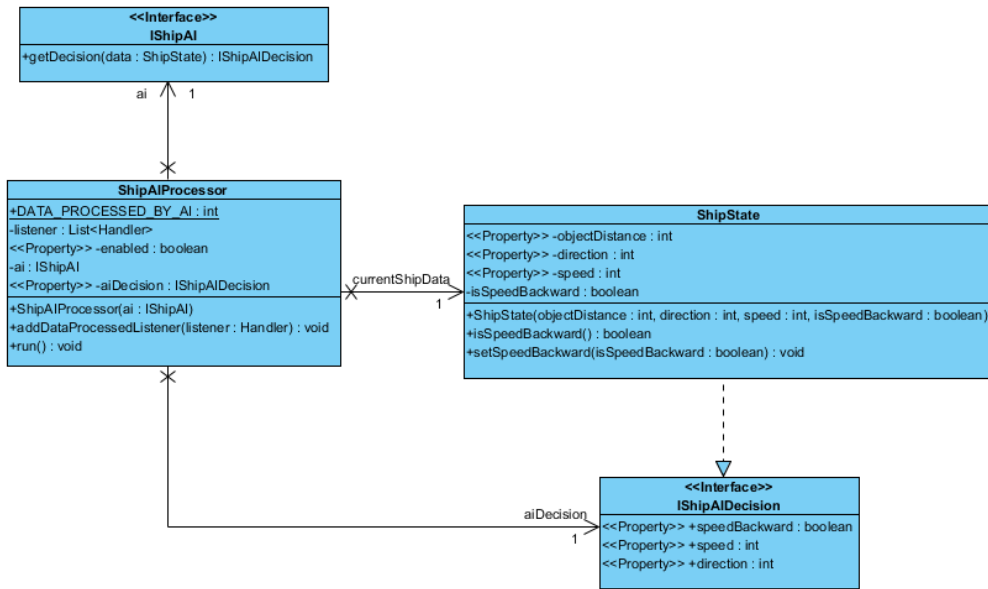 <<Interface>>
IShipAI
+getDecision(data : ShipState) : IShipAIDecision
ai
1
ShipAIProcessor
+DATA_PROCESSED_BY_AI : int
-listener : List<Handler>
<<Property>> -enabled : boolean
-ai : IShipAI
<<Property>> -aiDecision : IShipAIDecision
+ShipAIProcessor(ai : IShipAI)
+addDataProcessedListener(listener : Handler) : void
+run() : void
currentShipData
1
ShipState
<<Property>> -objectDistance : int
<<Property>> -direction : int
<<Property>> -speed : int
-isSpeedBackward : boolean
+ShipState(objectDistance : int, direction : int, speed : int, isSpeedBackward : boolean)
+isSpeedBackward() : boolean
+setSpeedBackward(isSpeedBackward : boolean) : void
aiDecision
1
<<Interface>>
IShipAIDecision
<<Property>> +speedBackward : boolean
<<Property>> +speed : int
<<Property>> +direction : int